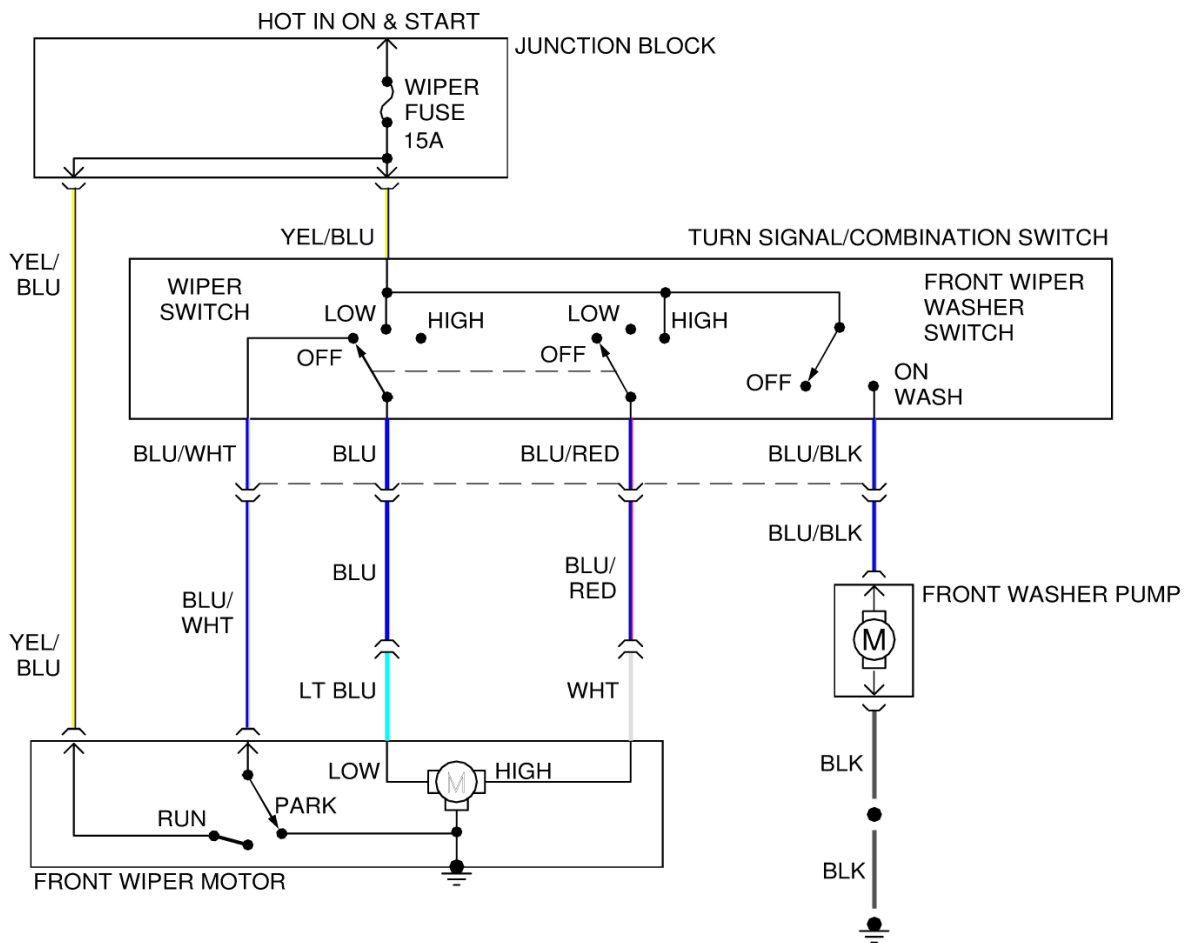 HOT IN ON & START
JUNCTION BLOCK
WIPER
FUSE
15A
YEL/
BLU
YEL/BLU
TURN SIGNAL/COMBINATION SWITCH
WIPER
SWITCH
LOW
HIGH
OFF
LOW
HIGH
OFF
FRONT WIPER
WASHER
SWITCH
OFF
ON
WASH
BLU/WHT
BLU
BLU/RED
BLU/BLK
BLU/BLK
BLU/
WHT
BLU
BLU/
RED
FRONT WASHER PUMP
M
YEL/
BLU
LT BLU
WHT
LOW
M
HIGH
PARK
RUN
FRONT WIPER MOTOR
BLK
BLK